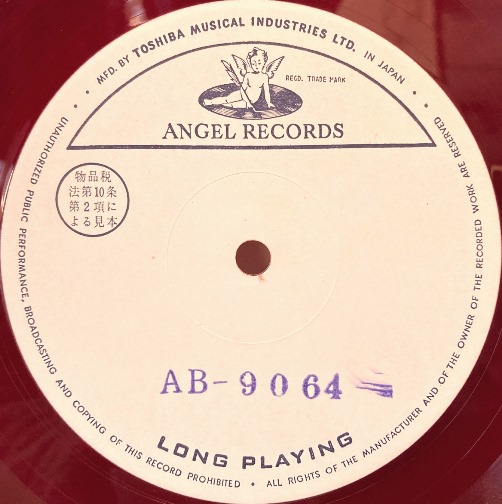 MFD. BY TOSHIBA MUSICAL INDUSTRIES LTD. IN JAPAN
REGD. TRADE MARK
ANGEL RECORDS
物品税
法第10条
第2項に
よる見本
AB-9064
LONG PLAYING
UNAUTHORIZED PUBLIC PERFORMANCE, BROADCASTING AND COPYING OF THIS RECORD PROHIBITED • ALL RIGHTS OF THE MANUFACTURER AND OF THE OWNER OF THE RECORDED WORK ARE RESERVED